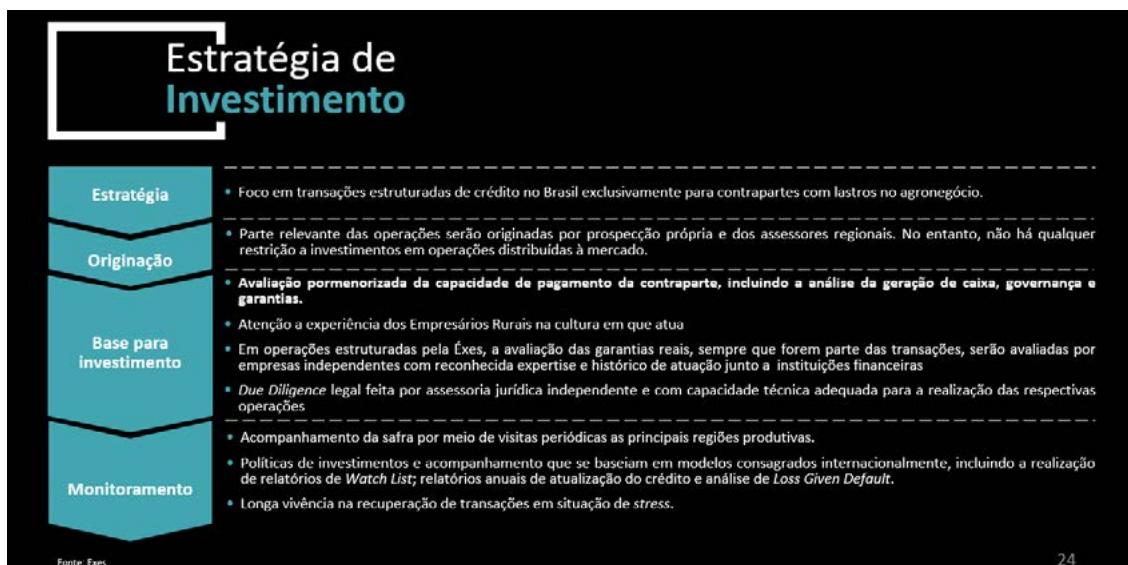 Estratégia de
Investimento
Estratégia
• Foco em transações estruturadas de crédito no Brasil exclusivamente para contrapartes com lastros no agronegócio.
Originação
• Parte relevante das operações serão originadas por prospecção própria e dos assessores regionais. No entanto, não há qualquer
restrição a investimentos em operações distribuídas à mercado.
Base para
investimento
• Avaliação pormenorizada da capacidade de pagamento da contraparte, incluindo a análise da geração de caixa, governança e
garantias.
• Atenção a experiência dos Empresários Rurais na cultura em que atua
• Em operações estruturadas pela Éxes, a avaliação das garantias reais, sempre que forem parte das transações, serão avaliadas por
empresas independentes com reconhecida expertise e histórico de atuação junto a instituições financeiras
• Due Diligence legal feita por assessoria jurídica independente e com capacidade técnica adequada para a realização das respectivas
operações
Monitoramento
• Acompanhamento da safra por meio de visitas periódicas as principais regiões produtivas.
• Políticas de investimentos e acompanhamento que se baseiam em modelos consagrados internacionalmente, incluindo a realização
de relatórios de Watch List; relatórios anuais de atualização do crédito e análise de Loss Given Default.
• Longa vivência na recuperação de transações em situação de stress.
Fonte: Exes
24